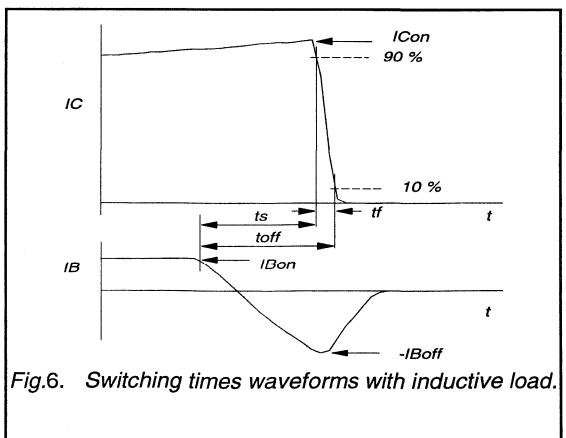 ICon
90 %
IC
10 %
ts
tf
t
toff
IBon
IB
t
-IBoff
Fig.6. Switching times waveforms with inductive load.